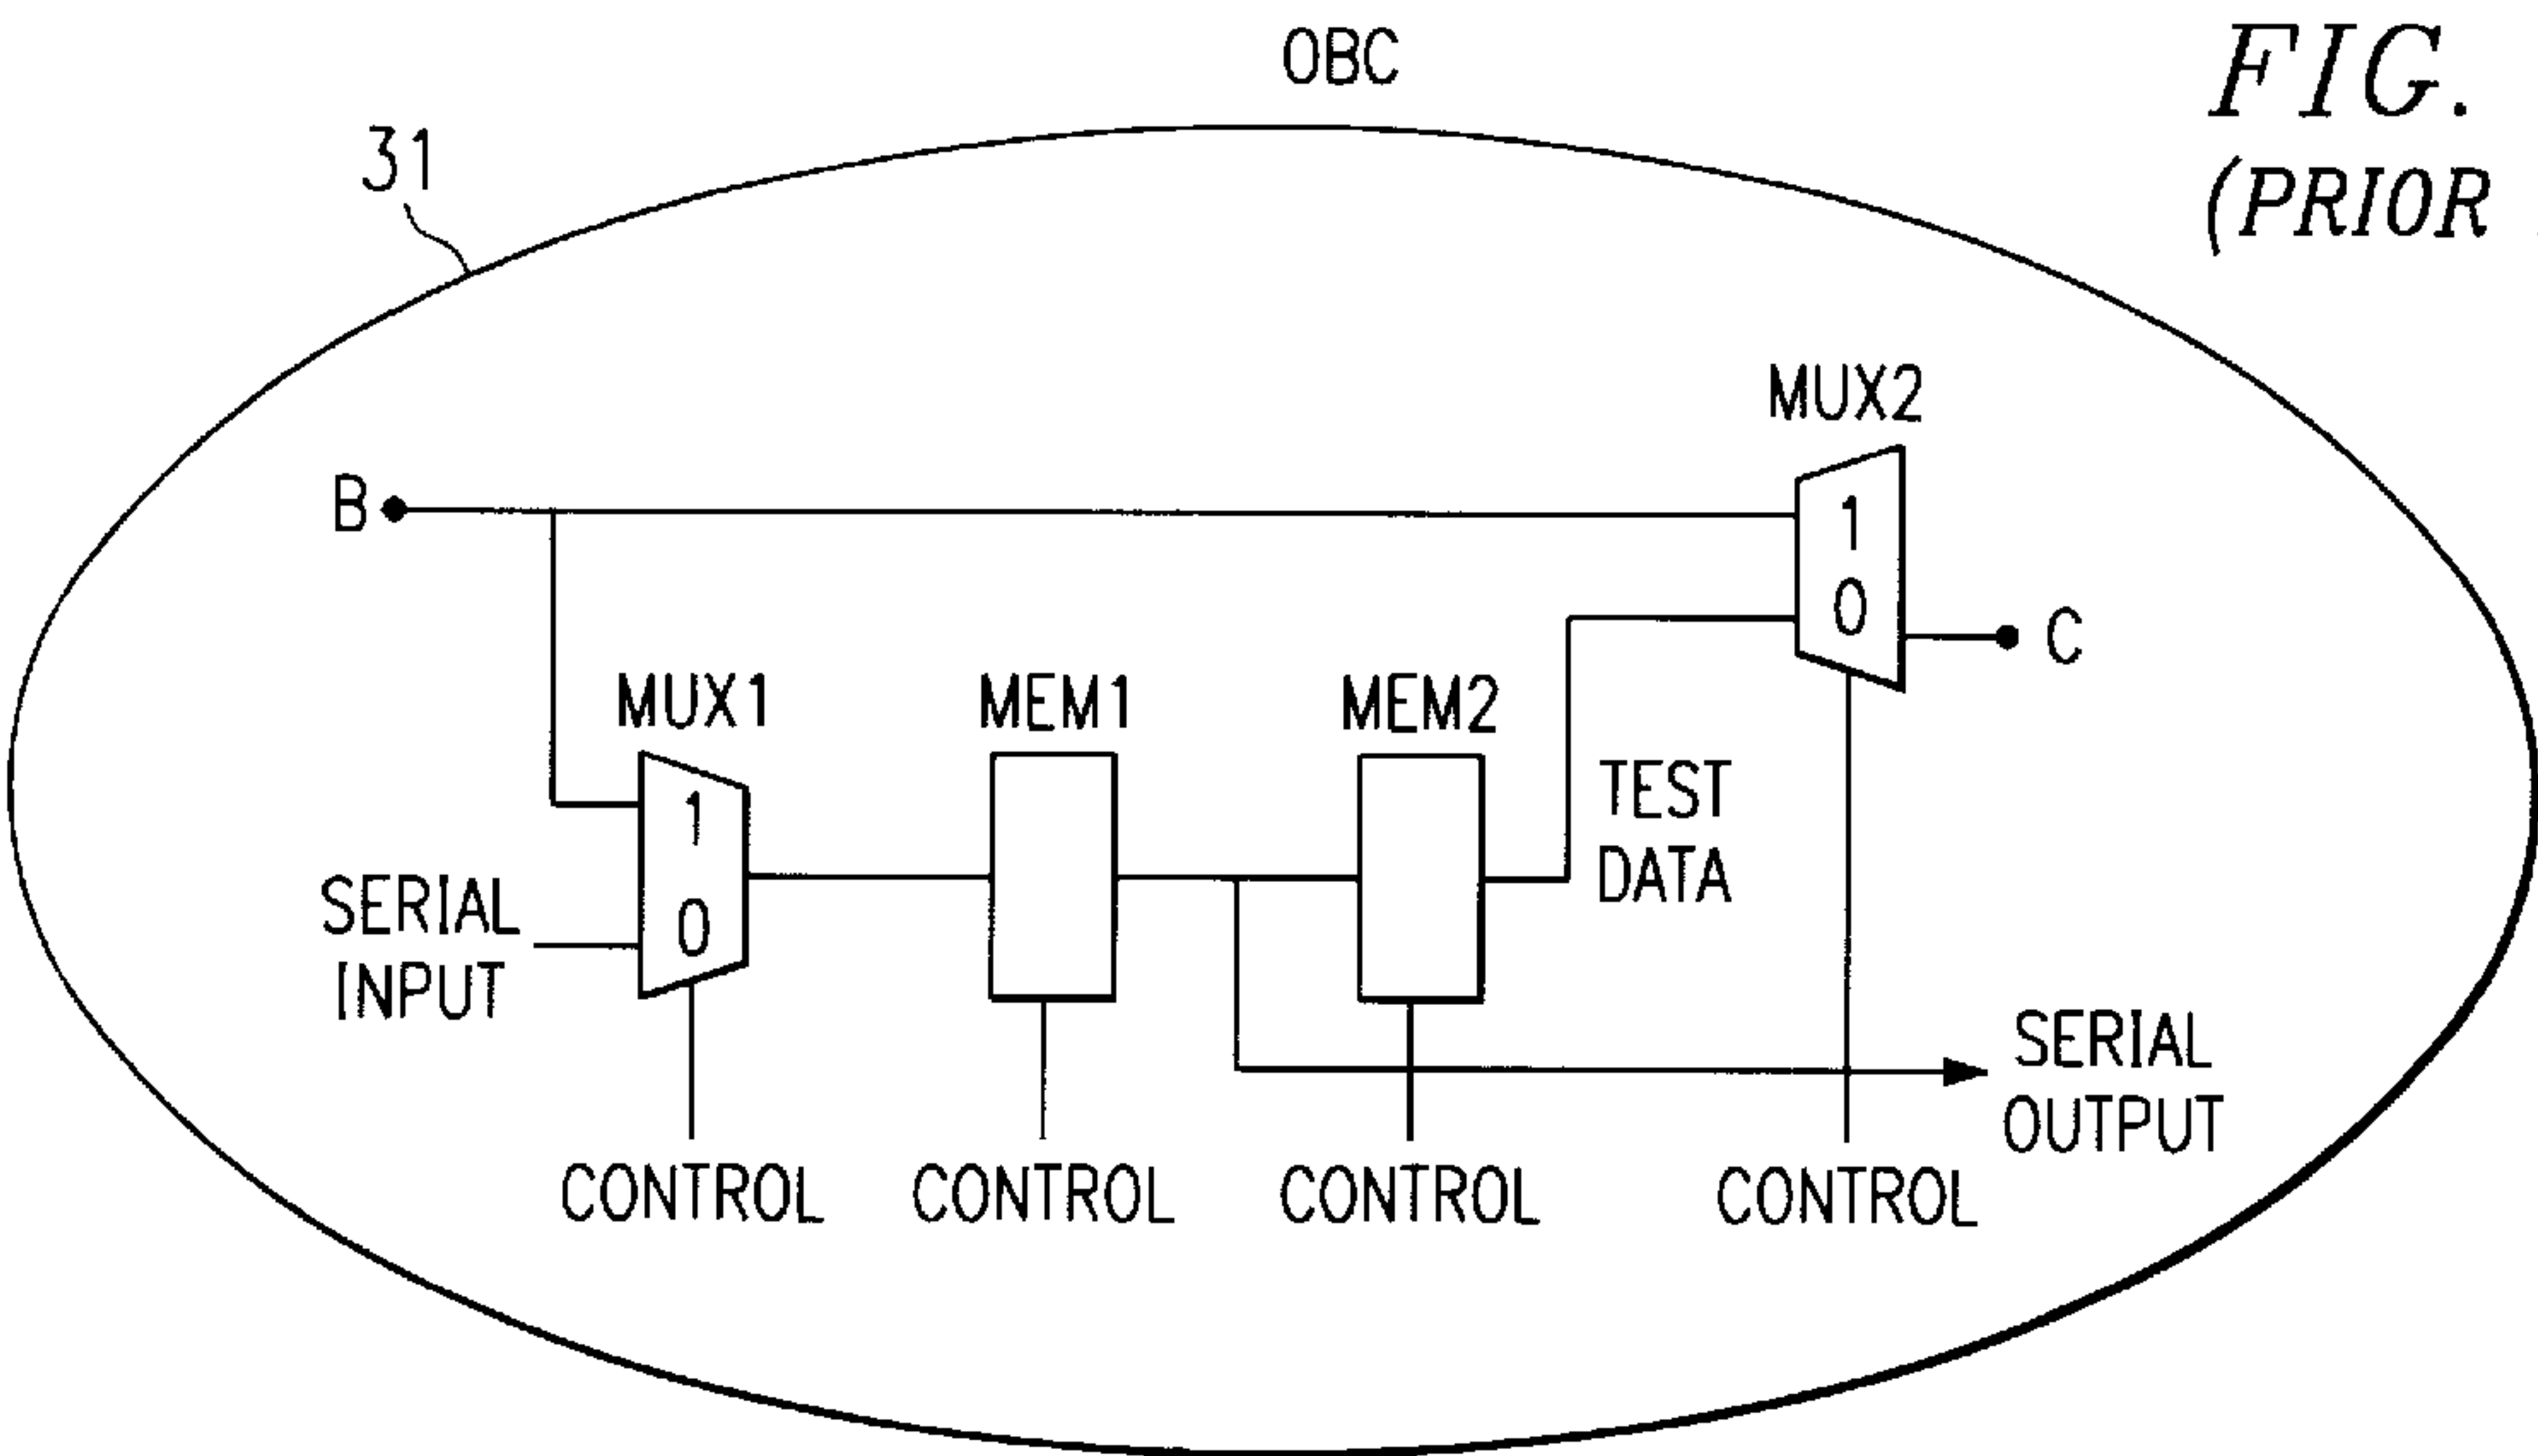 OBC
FIG.
(PRIOR
31
MUX2
B
1
0
C
MUX1
MEM1
MEM2
1
0
TEST
DATA
SERIAL
INPUT
SERIAL
OUTPUT
CONTROL
CONTROL
CONTROL
CONTROL